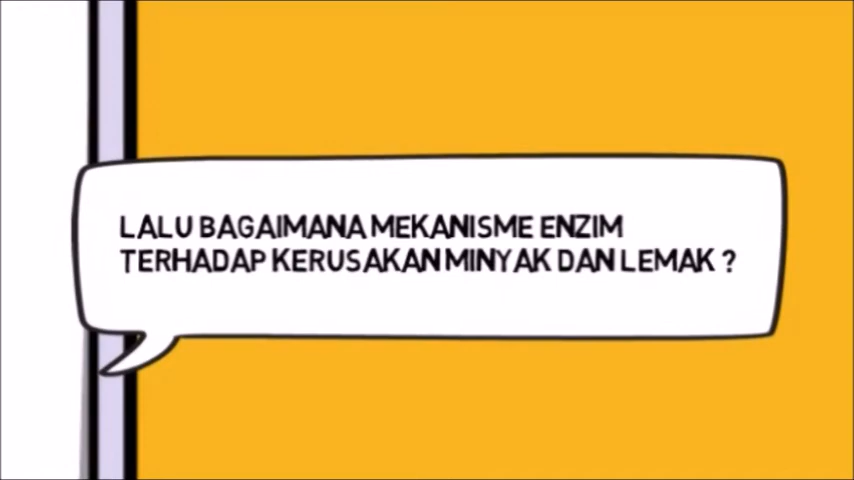 LALU BAGAIMANA MEKANISME ENZIM
TERHADAP KERUSAKAN MINYAK DAN LEMAK ?